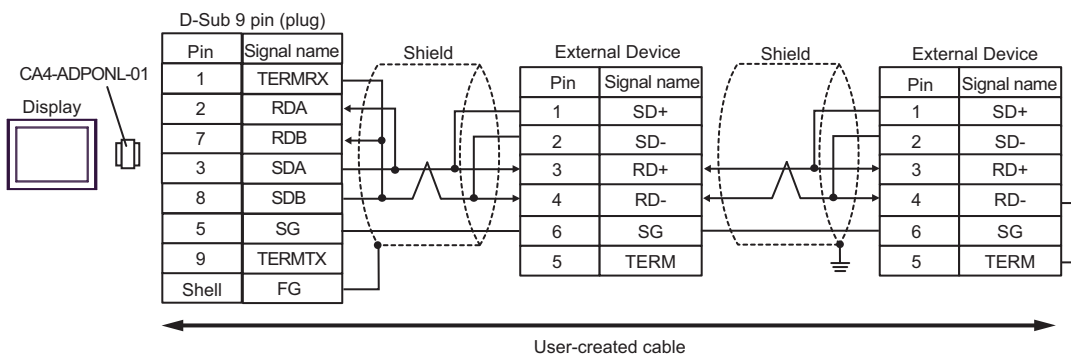 D-Sub 9 pin (plug)
Pin Signal name
1 TERMRX
2 RDA
7 RDB
3 SDA
8 SDB
5 SG
9 TERMTX
Shell FG
CA4-ADPONL-01
Display
Shield
External Device
Pin Signal name
1 SD+
2 SD-
3 RD+
4 RD-
6 SG
5 TERM
Shield
External Device
Pin Signal name
1 SD+
2 SD-
3 RD+
4 RD-
6 SG
5 TERM
User-created cable